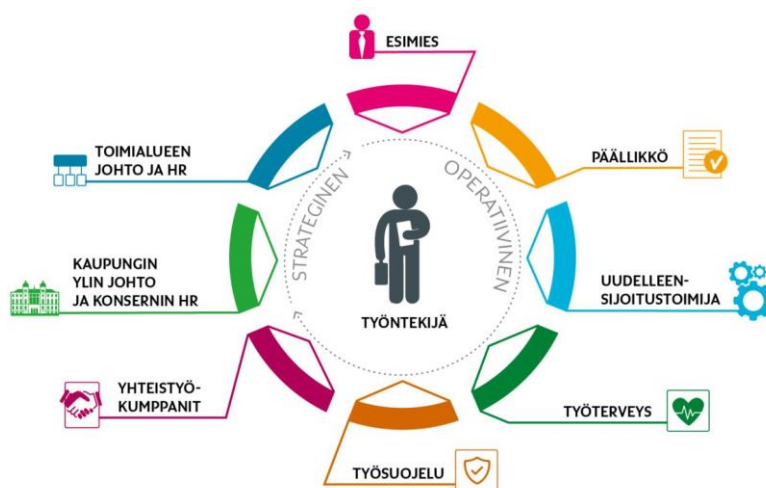 ESIMIES
PÄÄLLIKKÖ
UUDELLEEN-
SIJOITUSTOIMIJA
TYÖTERVEYS
TYÖSUOJELU
YHTEISTYÖ-
KUMPPANIT
KAUPUNGIN
YLIN JOHTO
JA KONSERNIN HR
TOIMIALUEEN
JOHTO JA HR
STRATEGINEN
OPERATIIVINEN
TYÖNTEKIJÄ